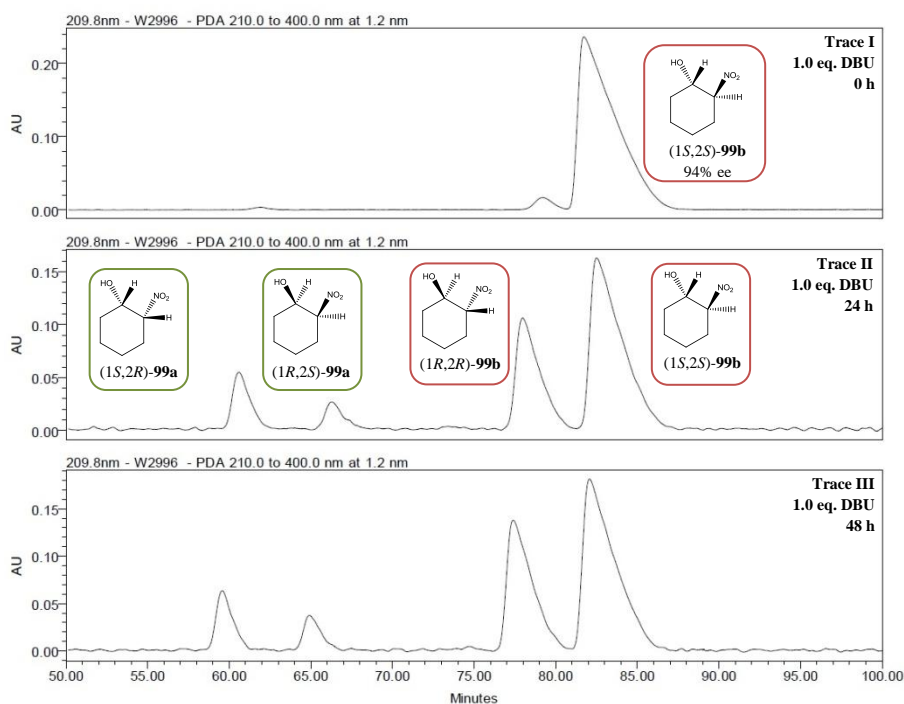 209.8nm - W2996 - PDA 210.0 to 400.0 nm at 1.2 nm
Trace I
1.0 eq. DBU
0 h
HO H
NO₂
H
(1S,2S)-99b
94% ee
AU
0.20
0.10
0.00
209.8nm - W2996 - PDA 210.0 to 400.0 nm at 1.2 nm
Trace II
1.0 eq. DBU
24 h
HO H
NO₂
H
(1S,2R)-99a
HO H
NO₂
H
(1R,2S)-99a
HO H
NO₂
H
(1R,2R)-99b
HO H
NO₂
H
(1S,2S)-99b
AU
0.15
0.10
0.05
0.00
209.8nm - W2996 - PDA 210.0 to 400.0 nm at 1.2 nm
Trace III
1.0 eq. DBU
48 h
AU
0.15
0.10
0.05
0.00
50.00 55.00 60.00 65.00 70.00 75.00 80.00 85.00 90.00 95.00 100.00
Minutes